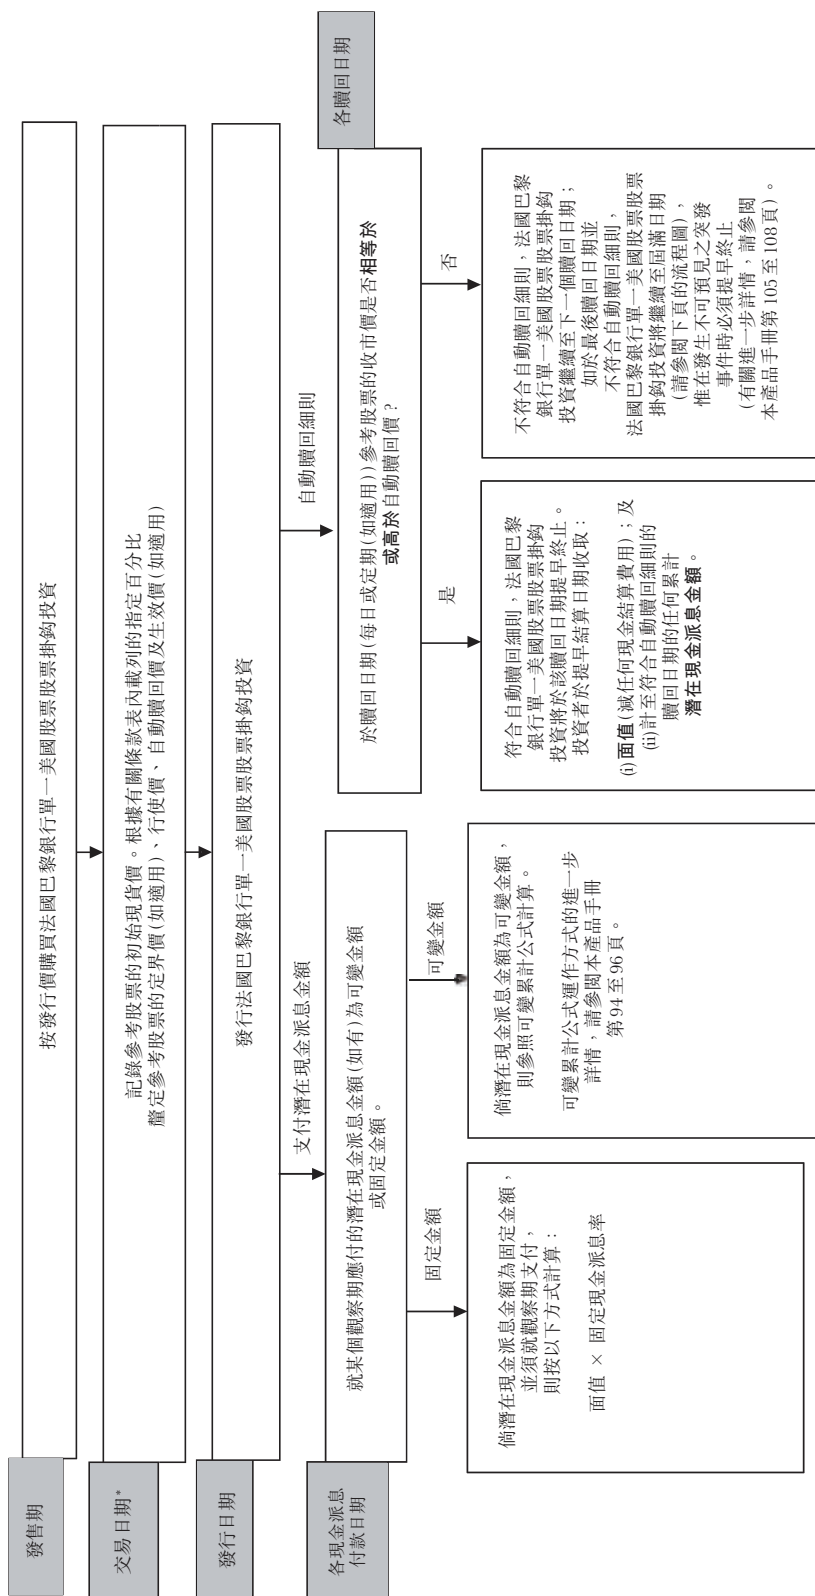 發售期
按發行價購買法國巴黎銀行單一美國股票股票掛鈎投資
交易日期*
記錄參考股票的初始現貨價。根據有關條款表內載列的指定百分比
釐定參考股票的定界價(如適用)、行使價、自動贖回價及生效價(如適用)
發行日期
發行法國巴黎銀行單一美國股票股票掛鈎投資
支付潛在現金派息金額
自動贖回細則
各現金派息
付款日期
就某個觀察期應付的潛在現金派息金額(如有)為可變金額
或固定金額。
固定金額
可變金額
倘潛在現金派息金額為固定金額,
並須就觀察期支付,
則按以下方式計算:
面值 × 固定現金派息率
倘潛在現金派息金額為可變金額,
則參照可變累計公式計算。
可變累計公式運作方式的進一步
詳情,請參閱本產品手冊
第94至96頁。
各贖回日期
於贖回日期(每日或定期(如適用))參考股票的收市價是否相等於
或高於自動贖回價?
是
否
符合自動贖回細則,法國巴黎
銀行單一美國股票股票掛鈎
投資將於該贖回日期提早終止。
投資者於提早結算日期收取:
(i) 面值(減任何現金結算費用);及
(ii) 計至符合自動贖回細則的
贖回日期的任何累計
潛在現金派息金額。
不符合自動贖回細則,法國巴黎
銀行單一美國股票股票掛鈎
投資繼續至下一個贖回日期;
如於最後贖回日期並
不符合自動贖回細則,
法國巴黎銀行單一美國股票股票
掛鈎投資將繼續至屆滿日期
(請參閱下頁的流程圖),
惟在發生不可預見之突發
事件時必須提早終止
(有關進一步詳情,請參閱
本產品手冊第105至108頁)。